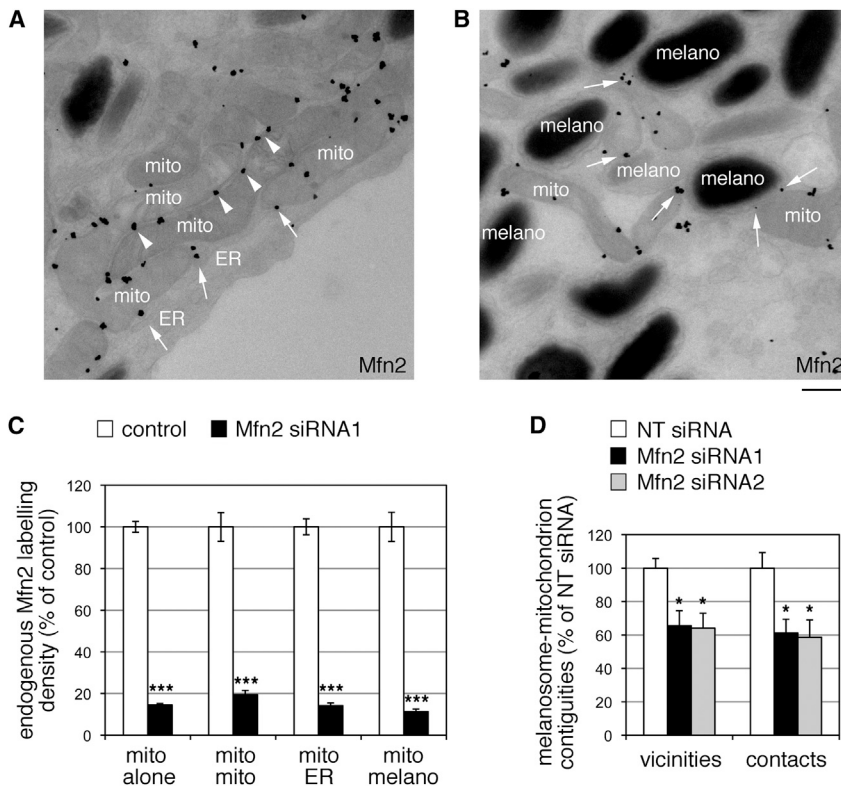 A
mito
mito
mito
mito
mito
ER
ER
Mfn2
B
melano
melano
melano
mito
melano
mito
melano
Mfn2
C
control
Mfn2 siRNA1
endogenous Mfn2 labelling
density (% of control)
120
100
80
60
40
20
0
***
***
***
***
mito
alone
mito
mito
mito
ER
mito
melano
D
NT siRNA
Mfn2 siRNA1
Mfn2 siRNA2
melanosome-mitochondrion
contiguities (% of NT siRNA)
120
100
80
60
40
20
0
* *
* *
vicinities
contacts